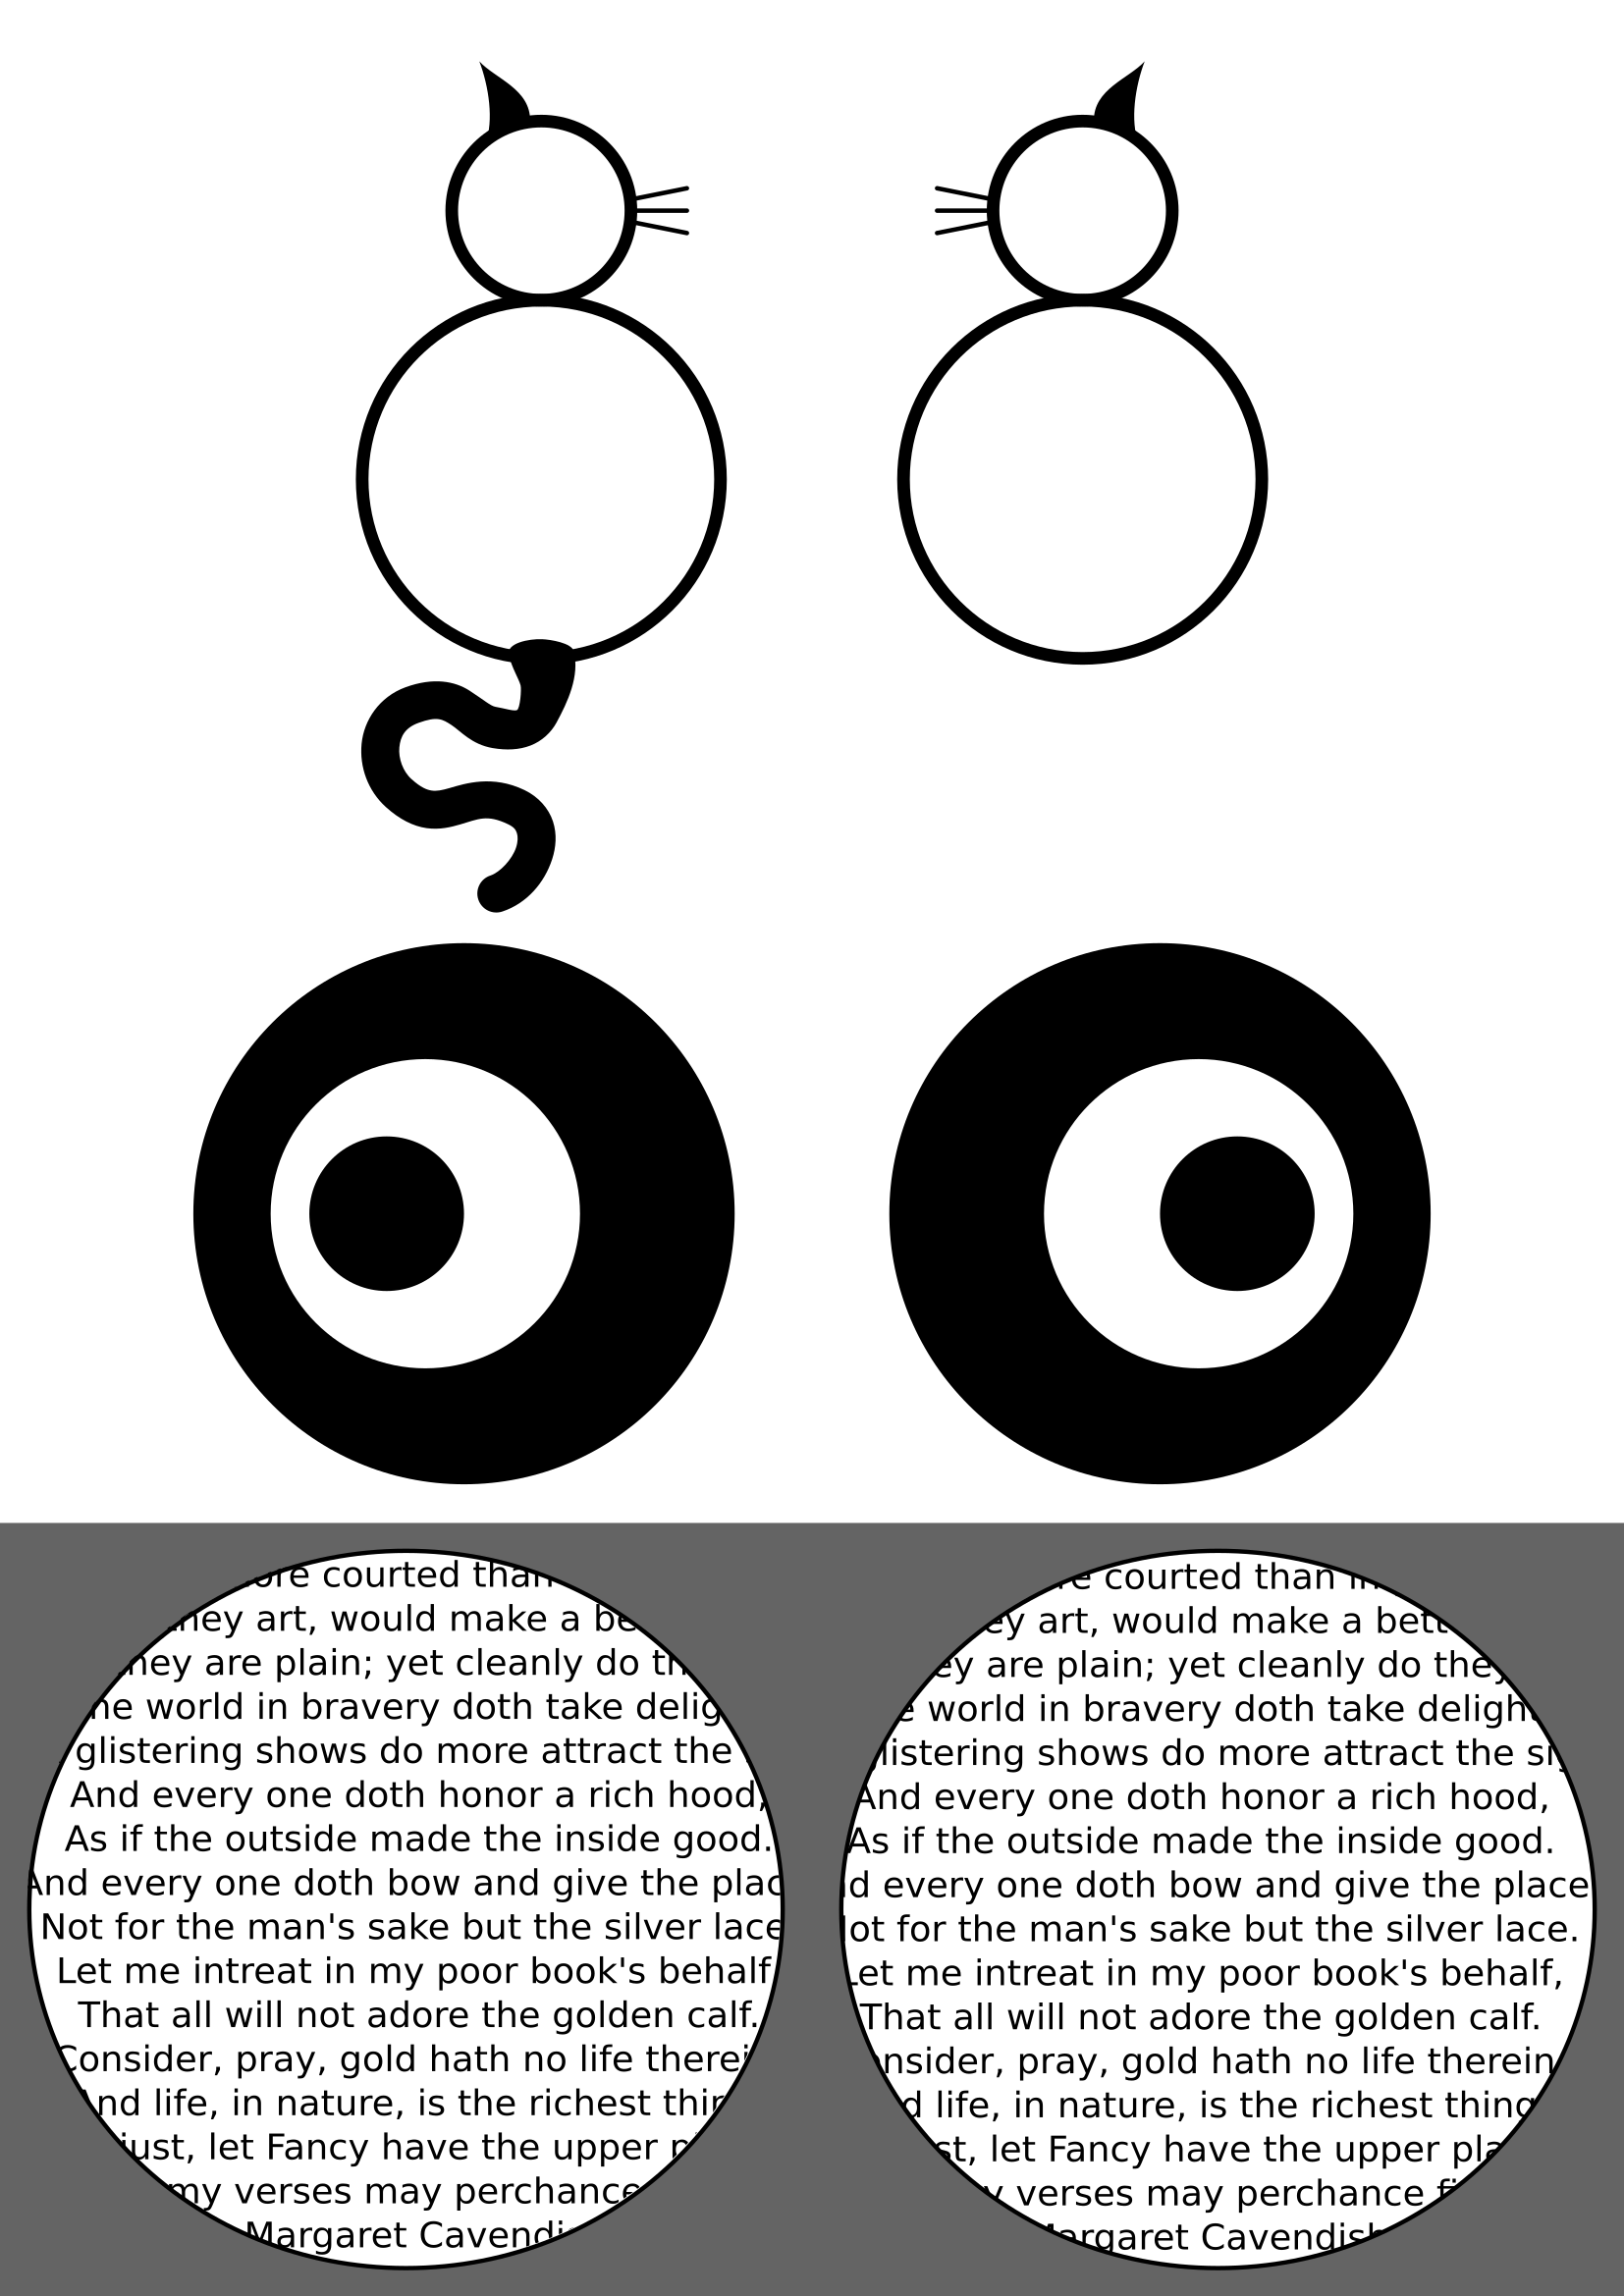 courted than
art, would make a
are plain; yet cleanly do
world in bravery doth take
glistering shows do more attract the
And every one doth honor a rich hood,
As if the outside made the inside good.
And every one doth bow and give the
Not for the man's sake but the silver lace
Let me intreat in my poor book's behalf
That all will not adore the golden calf.
Consider, pray, gold hath no life
life, in nature, is the richest
just, let Fancy have the upper
my verses may perchance
Margaret
courted than
art, would make a
are plain; yet cleanly do they
world in bravery doth take delight
shows do more attract the
And every one doth honor a rich hood,
As if the outside made the inside good.
every one doth bow and give the place
for the man's sake but the silver lace.
Let me intreat in my poor book's behalf,
That all will not adore the golden calf.
pray, gold hath no life therein
life, in nature, is the richest thing
let Fancy have the upper
verses may perchance
Margaret Cavendish